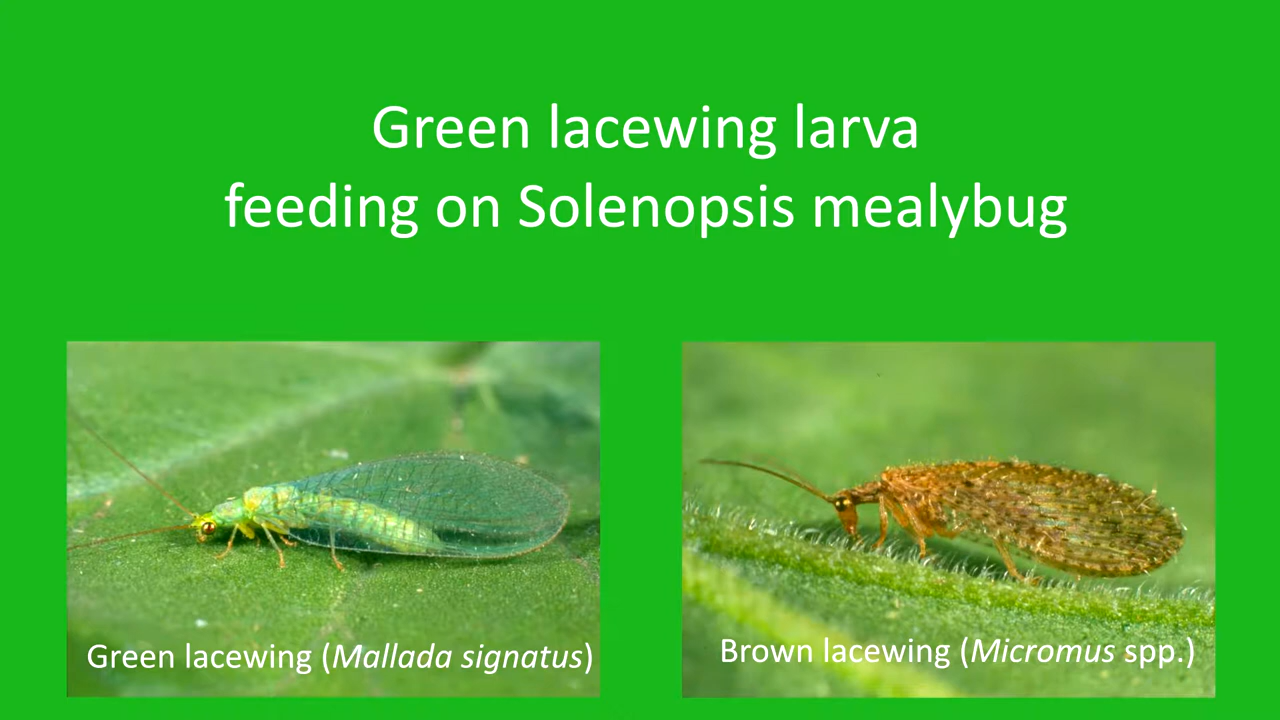 Green lacewing larva
feeding on Solenopsis mealybug
Green lacewing (Mallada signatus)
Brown lacewing (Micromus spp.)